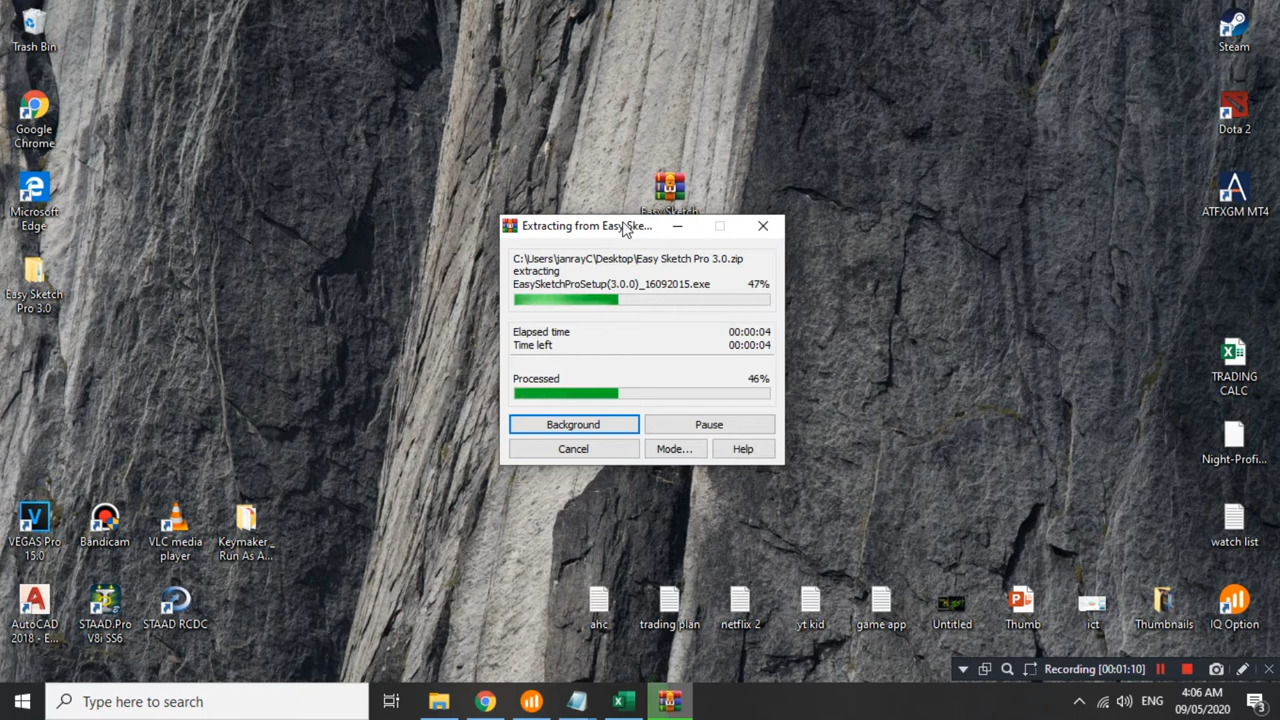 Trash Bin
Google
Chrome
Microsoft
Edge
Easy Sketch
Pro 3.0
Steam
Dota 2
ATFXGM MT4
TRADING
CALC
Night-Profi...
watch list
EasySketch
Extracting from Easy Ske...
C:\Users\janrayC\Desktop\Easy Sketch Pro 3.0.zip
extracting
EasySketchProSetup(3.0.0)_16092015.exe 47%
Elapsed time 00:00:04
Time left 00:00:04
Processed 46%
Background Pause
Cancel Mode... Help
VEGAS Pro
15.0
Bandicam
VLC media
player
Keymaker_
Run As A...
AutoCAD
2018 - E...
STAAD.Pro
V8i SS6
STAAD RCDC
ahc
trading plan
netflix 2
yt kid
game app
Untitled
Thumb
ict
Thumbnails
IQ Option
Recording [00:01:10]
Type here to search
ENG
4:06 AM
09/05/2020
3